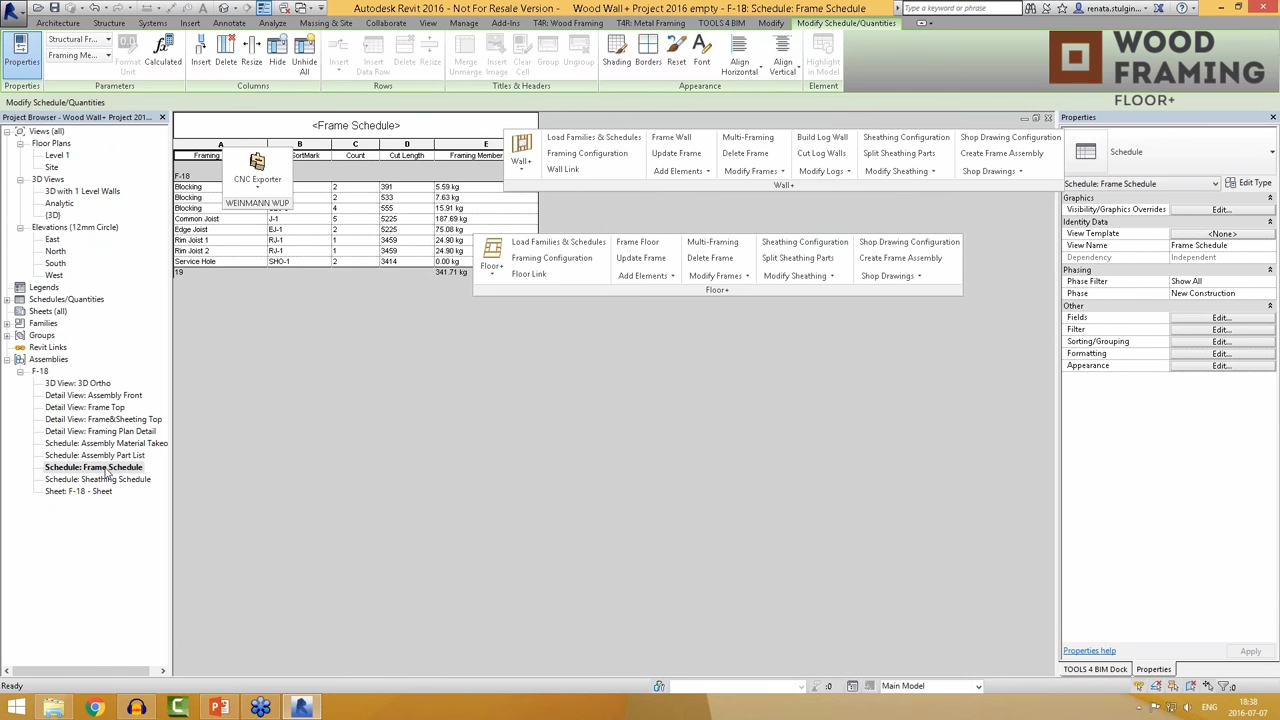 Autodesk Revit 2016 - Not For Resale Version - Wood Wall+ Project 2016 empty - F-18: Schedule: Frame Schedule
Type a keyword or phrase
renata.stulgin...
Architecture Structure Systems Insert Annotate Analyze Massing & Site Collaborate View Manage Add-Ins T4R: Wood Framing T4R: Metal Framing TOOLS 4 BIM Modify Modify Schedule/Quantities
Properties
Structural Fr...
Framing Me...
Format Unit
Calculated
Insert Delete Resize Hide Unhide All
Insert Insert Data Row Delete Resize
Merge Unmerge Insert Image Clear Cell Group Ungroup
Shading Borders Reset Font Align Horizontal Align Vertical
Highlight in Model
Properties Parameters Columns Rows Titles & Headers Appearance Element
WOOD
FRAMING
FLOOR+
Modify Schedule/Quantities
Project Browser - Wood Wall+ Project 201...
Views (all)
Floor Plans
Level 1
Site
3D Views
3D with 1 Level Walls
Analytic
{3D}
Elevations (12mm Circle)
East
North
South
West
Legends
Schedules/Quantities
Sheets (all)
Families
Groups
Revit Links
Assemblies
F-18
3D View: 3D Ortho
Detail View: Assembly Front
Detail View: Frame Top
Detail View: Frame&Sheeting Top
Detail View: Framing Plan Detail
Schedule: Assembly Material Takeo
Schedule: Assembly Part List
Schedule: Frame Schedule
Schedule: Sheathing Schedule
Sheet: F-18 - Sheet
<Frame Schedule>
A B C D E
Framing SortMark Count Cut Length Framing Member
F-18
Blocking 2 391 5.59 kg
Blocking 2 533 7.63 kg
Blocking 4 555 15.91 kg
Common Joist J-1 5 5225 187.69 kg
Edge Joist EJ-1 2 5225 75.08 kg
Rim Joist 1 RJ-1 1 3459 24.90 kg
Rim Joist 2 RJ-1 1 3459 24.90 kg
Service Hole SHO-1 2 3414 0.00 kg
19 341.71 kg
CNC Exporter
WEINMANN WUP
Wall+
Load Families & Schedules Frame Wall Multi-Framing Build Log Wall Sheathing Configuration Shop Drawing Configuration
Framing Configuration Update Frame Delete Frame Cut Log Walls Split Sheathing Parts Create Frame Assembly
Wall Link Add Elements Modify Frames Modify Logs Modify Sheathing Shop Drawings
Wall+
Floor+
Load Families & Schedules Frame Floor Multi-Framing Sheathing Configuration Shop Drawing Configuration
Framing Configuration Update Frame Delete Frame Split Sheathing Parts Create Frame Assembly
Floor Link Add Elements Modify Frames Modify Sheathing Shop Drawings
Floor+
Properties
Schedule
Schedule: Frame Schedule Edit Type
Graphics
Visibility/Graphics Overrides Edit...
Identity Data
View Template <None>
View Name Frame Schedule
Dependency Independent
Phasing
Phase Filter Show All
Phase New Construction
Other
Fields Edit...
Filter Edit...
Sorting/Grouping Edit...
Formatting Edit...
Appearance Edit...
Properties help Apply
TOOLS 4 BIM Dock Properties
Ready
:0
Main Model
:0
ENG
18:38
2016-07-07